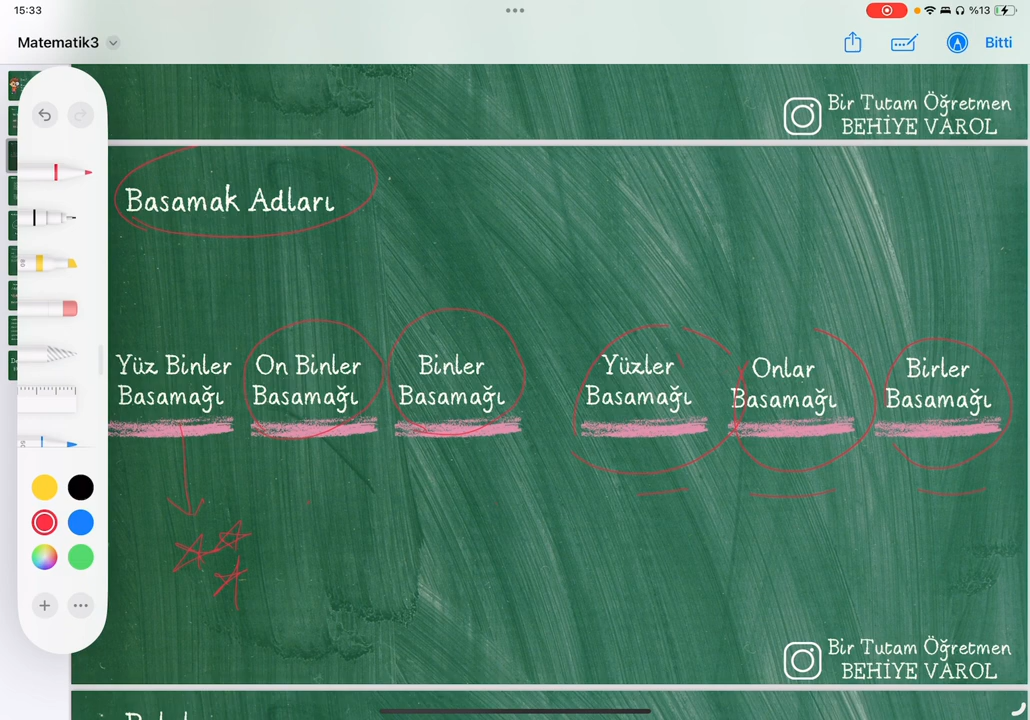 15:33
%13
Matematik3
Bitti
Bir Tutam Öğretmen
BEHİYE VAROL
Basamak Adları
Yüz Binler
Basamağı
On Binler
Basamağı
Binler
Basamağı
Yüzler
Basamağı
Onlar
Basamağı
Birler
Basamağı
Bir Tutam Öğretmen
BEHİYE VAROL